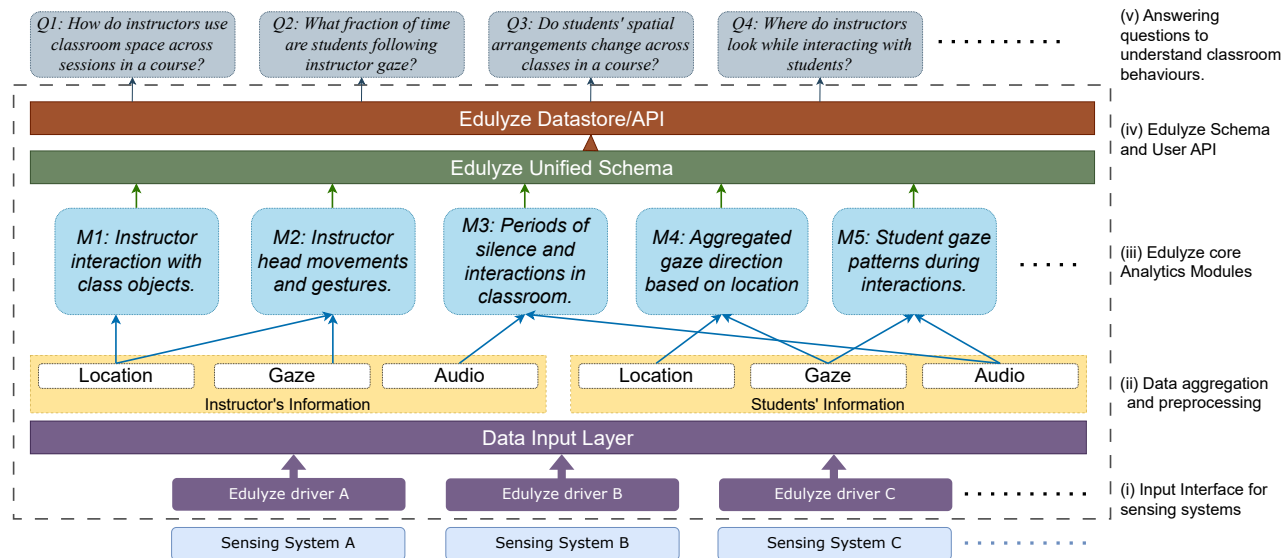 Q1: How do instructors use
classroom space across
sessions in a course?
Q2: What fraction of time
are students following
instructor gaze?
Q3: Do students' spatial
arrangements change across
classes in a course?
Q4: Where do instructors
look while interacting with
students?
(v) Answering
questions to
understand classroom
behaviours.
Edulyze Datastore/API
Edulyze Unified Schema
(iv) Edulyze Schema
and User API
M1: Instructor
interaction with
class objects.
M2: Instructor
head movements
and gestures.
M3: Periods of
silence and
interactions in
classroom.
M4: Aggregated
gaze direction
based on location
M5: Student gaze
patterns during
interactions.
(iii) Edulyze core
Analytics Modules
Location
Gaze
Audio
Instructor's Information
Location
Gaze
Audio
Students' Information
(ii) Data aggregation
and preprocessing
Data Input Layer
Edulyze driver A
Edulyze driver B
Edulyze driver C
(i) Input Interface for
sensing systems
Sensing System A
Sensing System B
Sensing System C